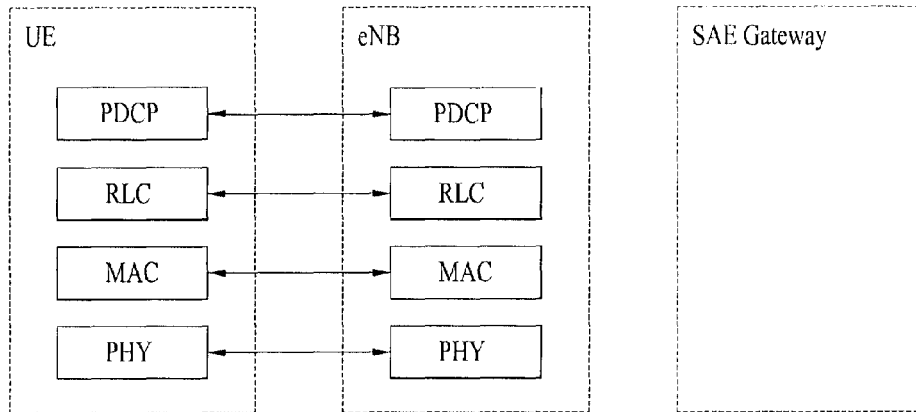 UE
eNB
SAE Gateway
PDCP
PDCP
RLC
RLC
MAC
MAC
PHY
PHY